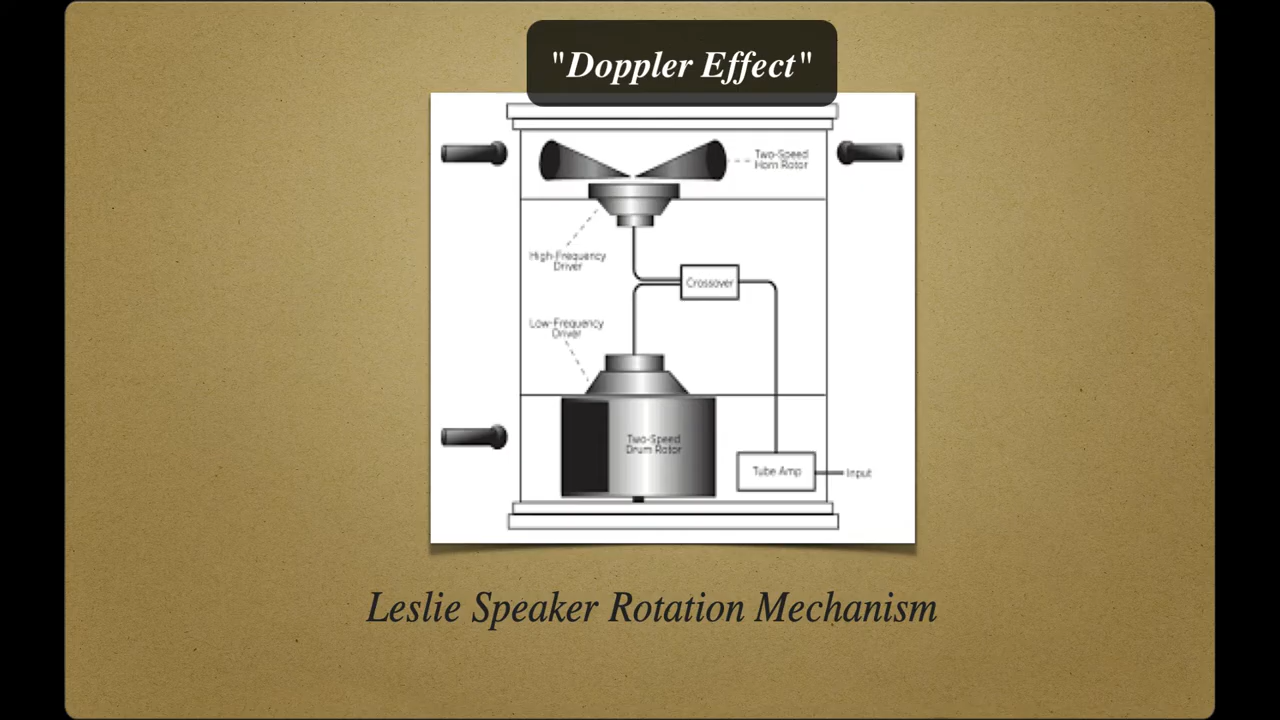 "Doppler Effect"
Two-Speed
Horn Rotor
High-Frequency
Driver
Crossover
Low-Frequency
Driver
Two-Speed
Drum Rotor
Tube Amp
Input
Leslie Speaker Rotation Mechanism